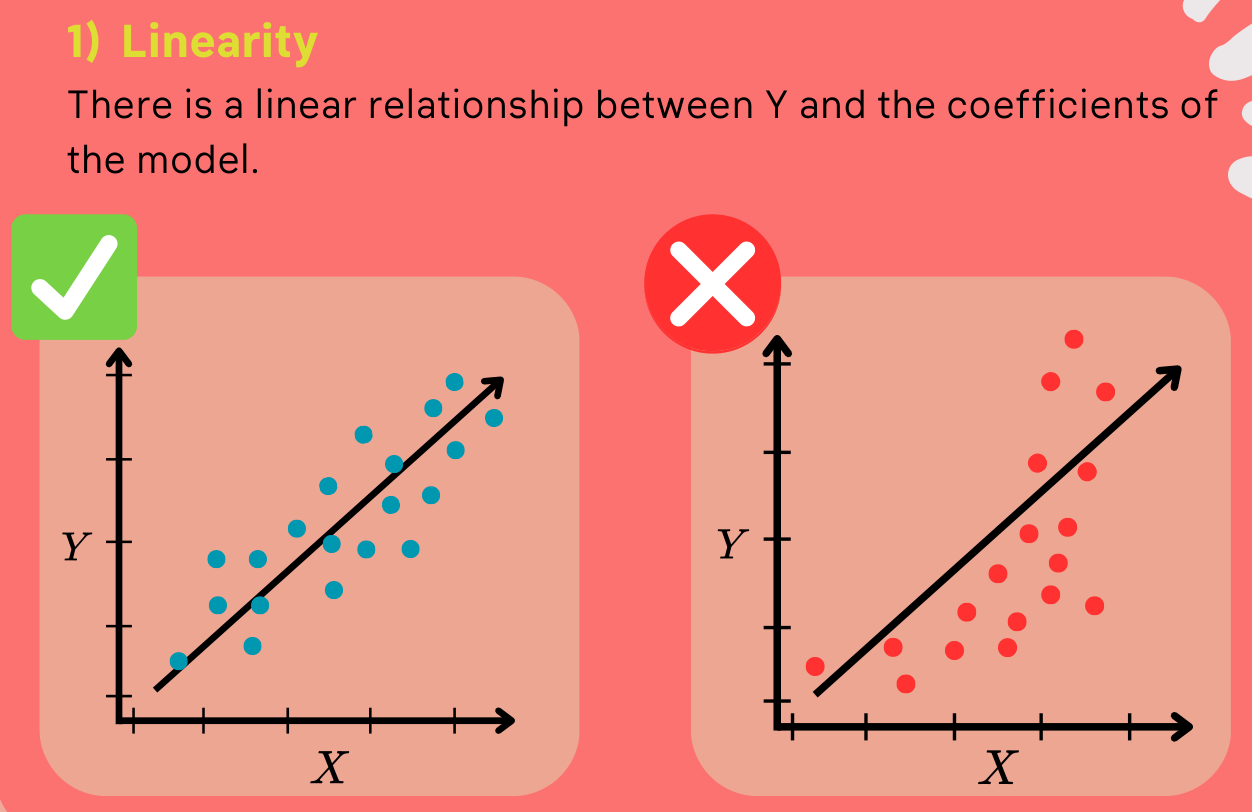 1) Linearity
There is a linear relationship between Y and the coefficients of
the model.
Y
X
Y
X